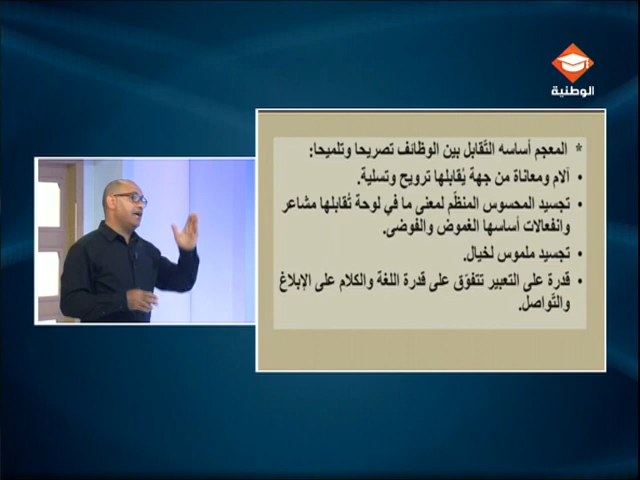 الوطنية
* المعجم أساسه التّقابل بين الوظائف تصريحا وتلميحا:
• آلام ومعاناة من جهة يُقابلها ترويح وتسلية.
• تجسيد المحسوس المنظّم لمعنى ما في لوحة تُقابلها مشاعر
وانفعالات أساسها الغموض والفوضى.
• تجسيد ملموس لخيال.
• قدرة على التعبير تتفوّق على قدرة اللغة والكلام على الإبلاغ
والتّواصل.